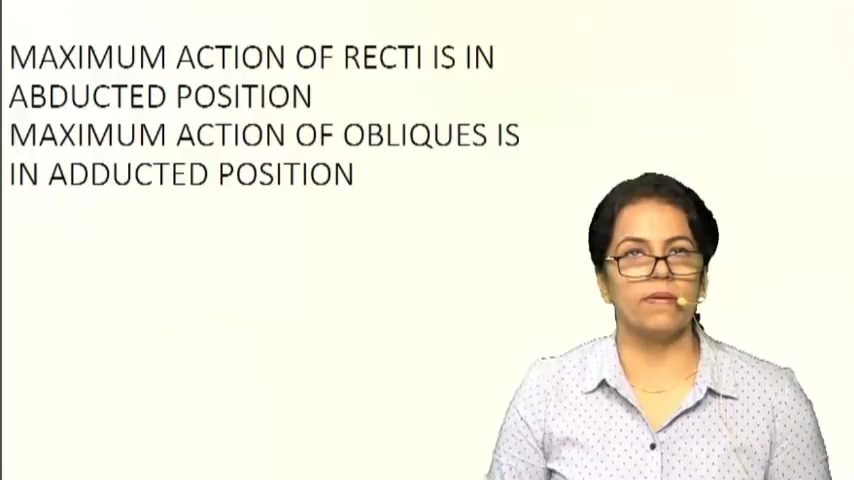 MAXIMUM ACTION OF RECTI IS IN
ABDUCTED POSITION
MAXIMUM ACTION OF OBLIQUES IS
IN ADDUCTED POSITION